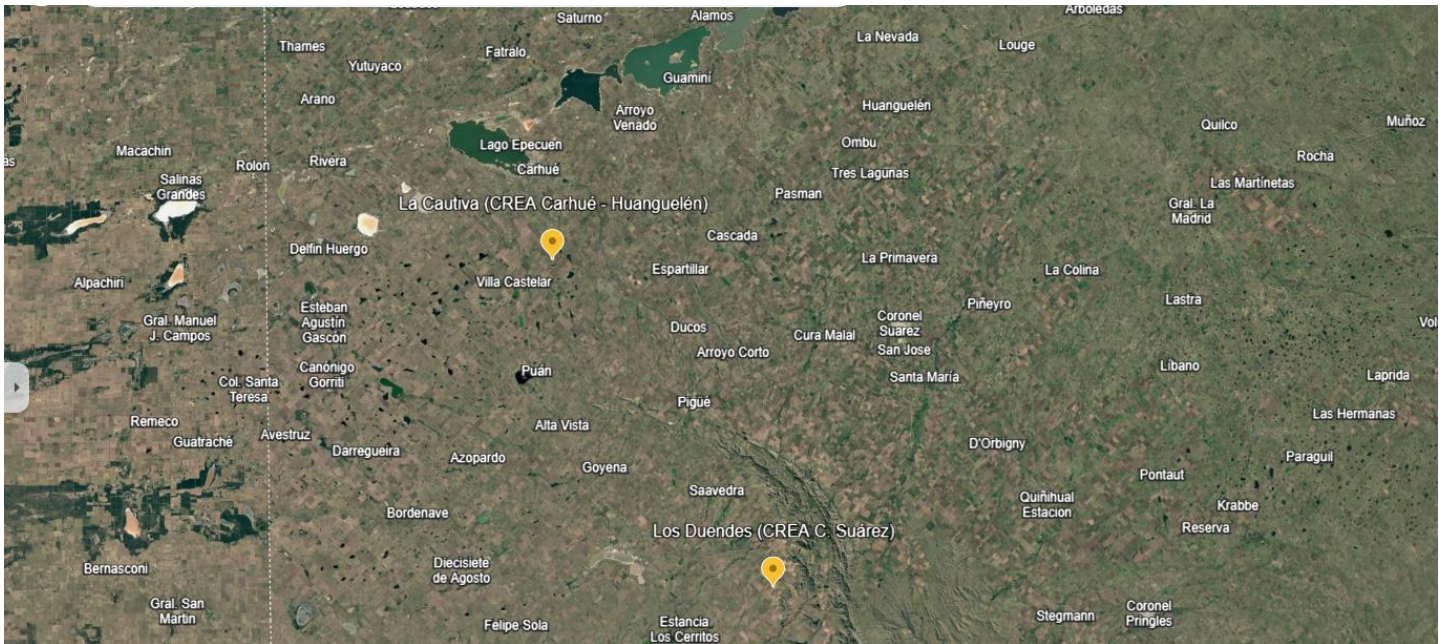 Saturno
Alamos
Arboledas
Thames
Fatralo
La Nevada
Louge
Yutuyaco
Guaminí
Arano
Arroyo
Venado
Huanguelén
Quilco
Muñoz
Macachin
Rolon
Rivera
Lago Epecuén
Carhué
Ombu
Tres Lagunas
Rocha
Salinas
Grandes
Pasman
Las Martinetas
La Cautiva (CREA Carhué - Huanguelén)
Gral. La
Madrid
Delfin Huergo
Cascada
Alpachiri
Villa Castelar
Espartillar
La Primavera
La Colina
Esteban
Agustín
Gascón
Gral. Manuel
J. Campos
Piñeyro
Lastra
Ducos
Cura Malal
Coronel
Suárez
San Jose
Arroyo Corto
Canónigo
Gorriti
Puán
Col. Santa
Teresa
Santa María
Líbano
Laprida
Pigüé
Remeco
Las Hermanas
Guatraché
Avestruz
Alta Vista
Darregueira
Azopardo
Goyena
D'Orbigny
Paraguil
Saavedra
Pontaut
Bordenave
Quiñihual
Estacion
Krabbe
Reserva
Los Duendes (CREA C. Suárez)
Bernasconi
Diecisiete
de Agosto
Gral. San
Martin
Felipe Sola
Estancia
Los Cerritos
Stegmann
Coronel
Pringles